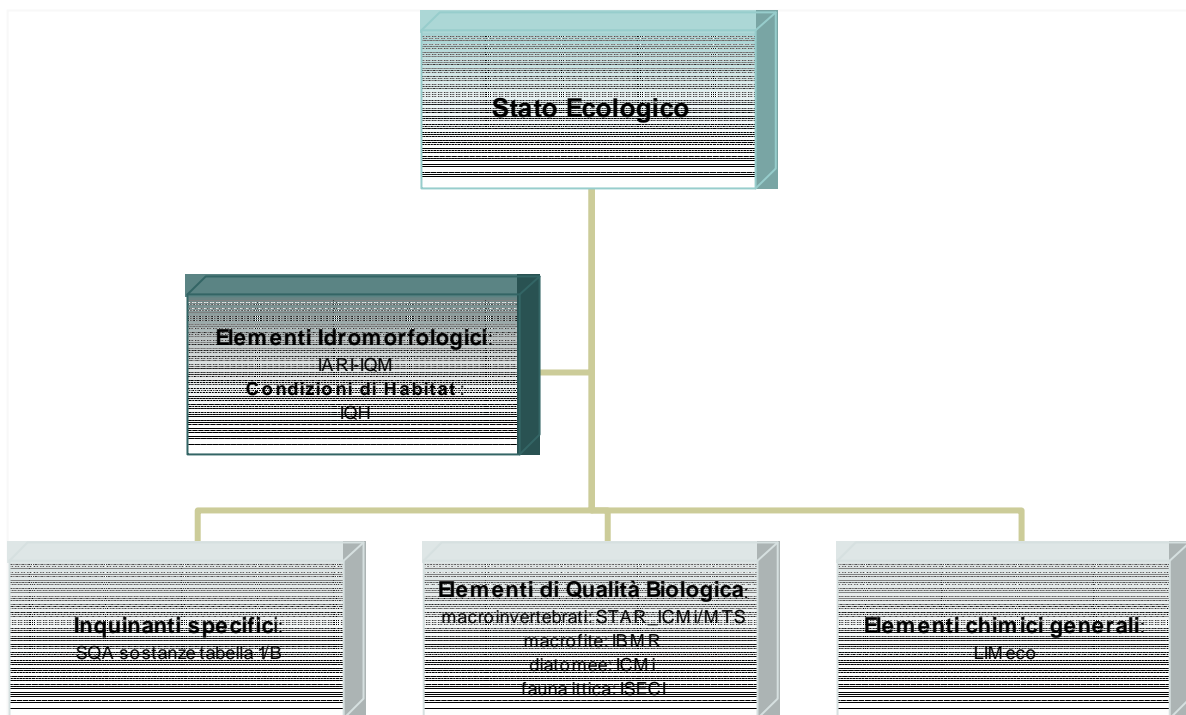 Stato Ecologico
Elementi Idromorfologici:
IARI-IQM
Condizioni di Habitat:
IQH
Inquinanti specifici:
SQA sostanze tabella 1/B
Elementi di Qualità Biologica:
macroinvertebrati: STAR_ICMi/MTS
macrofite: IBMR
diatomee: ICMi
fauna ittica: ISECI
Elementi chimici generali:
LIMeco